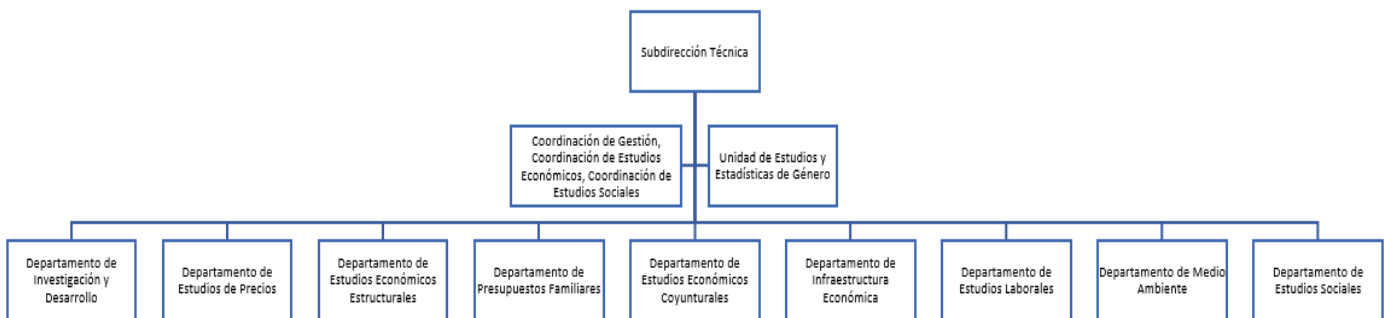 Subdirección Técnica
Coordinación de Gestión,
Coordinación de Estudios
Económicos, Coordinación de
Estudios Sociales
Unidad de Estudios y
Estadísticas de Género
Departamento de
Investigación y
Desarrollo
Departamento de
Estudios de Precios
Departamento de
Estudios Económicos
Estructurales
Departamento de
Presupuestos Familiares
Departamento de
Estudios Económicos
Coyunturales
Departamento de
Infraestructura
Económica
Departamento de
Estudios Laborales
Departamento de Medio
Ambiente
Departamento de
Estudios Sociales